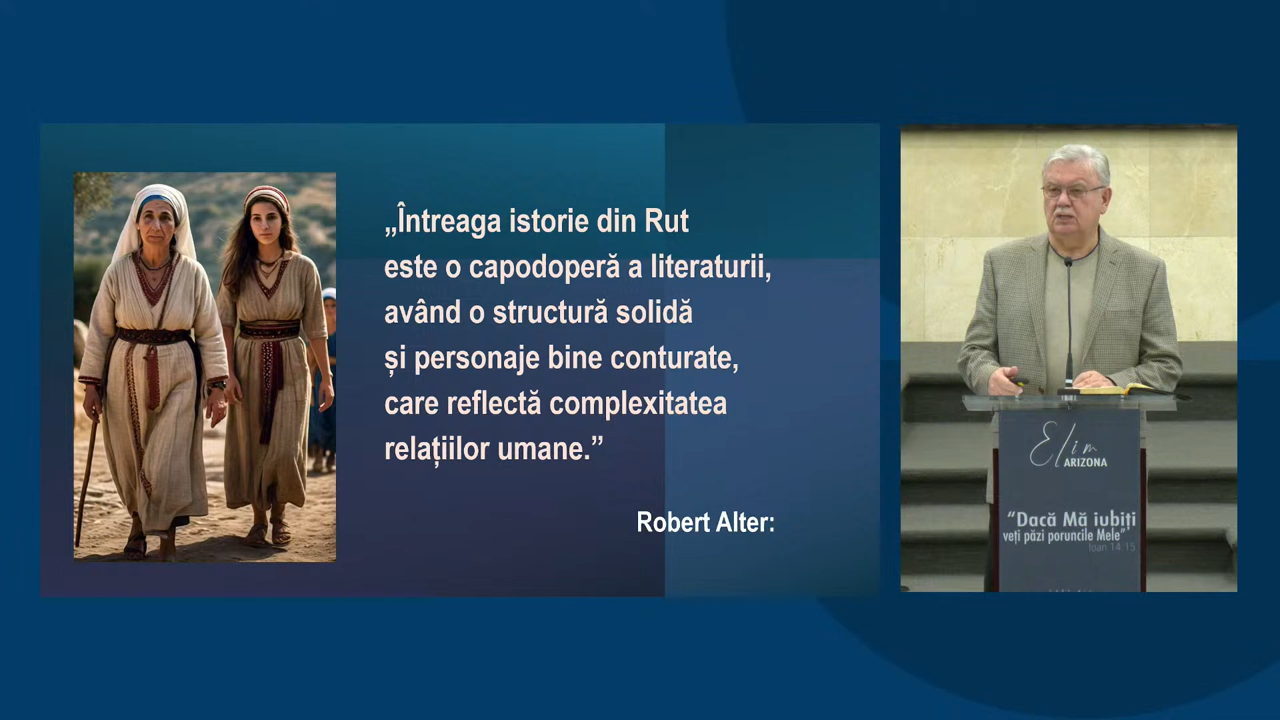 „Întreaga istorie din Rut
este o capodoperă a literaturii,
având o structură solidă
și personaje bine conturate,
care reflectă complexitatea
relațiilor umane.”
Robert Alter:
Elim
ARIZONA
“Dacă Mă iubiți
veți păzi poruncile Mele”
Ioan 14:15